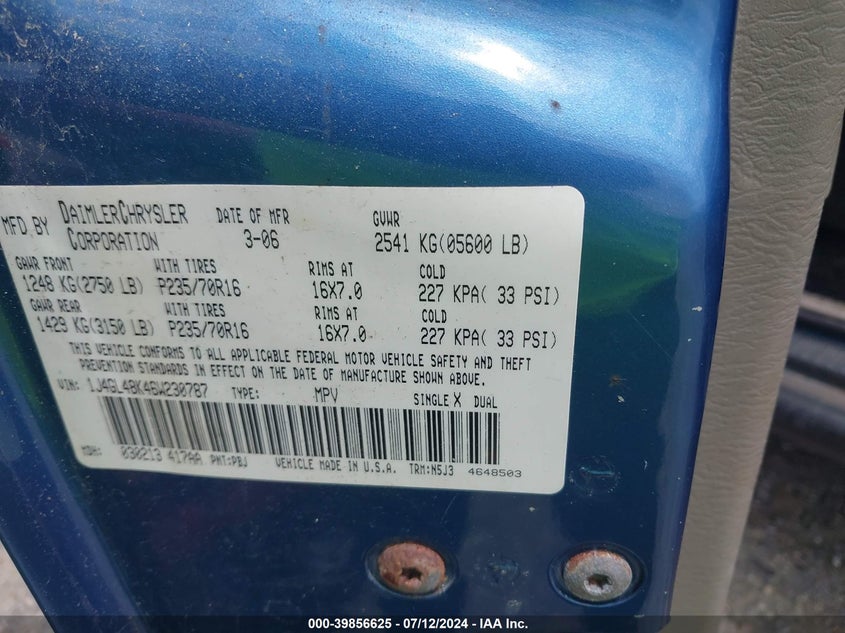 MFD BY DAIMLERCHRYSLER CORPORATION DATE OF MFR 3-06 GVWR 2541 KG(05600 LB)
GAWR FRONT WITH TIRES RIMS AT COLD
1248 KG(2750 LB) P235/70R16 16X7.0 227 KPA( 33 PSI)
GAWR REAR WITH TIRES RIMS AT COLD
1429 KG(3150 LB) P235/70R16 16X7.0 227 KPA( 33 PSI)
THIS VEHICLE CONFORMS TO ALL APPLICABLE FEDERAL MOTOR VEHICLE SAFETY AND THEFT
PREVENTION STANDARDS IN EFFECT ON THE DATE OF MANUFACTURE SHOWN ABOVE.
VIN: 1J4GL48K46W230787 TYPE: MPV SINGLE X DUAL
MDH: 030213 417AA PNT:PBJ VEHICLE MADE IN U.S.A. TRM:N5J3 4648503
000-39856625 - 07/12/2024 - IAA Inc.